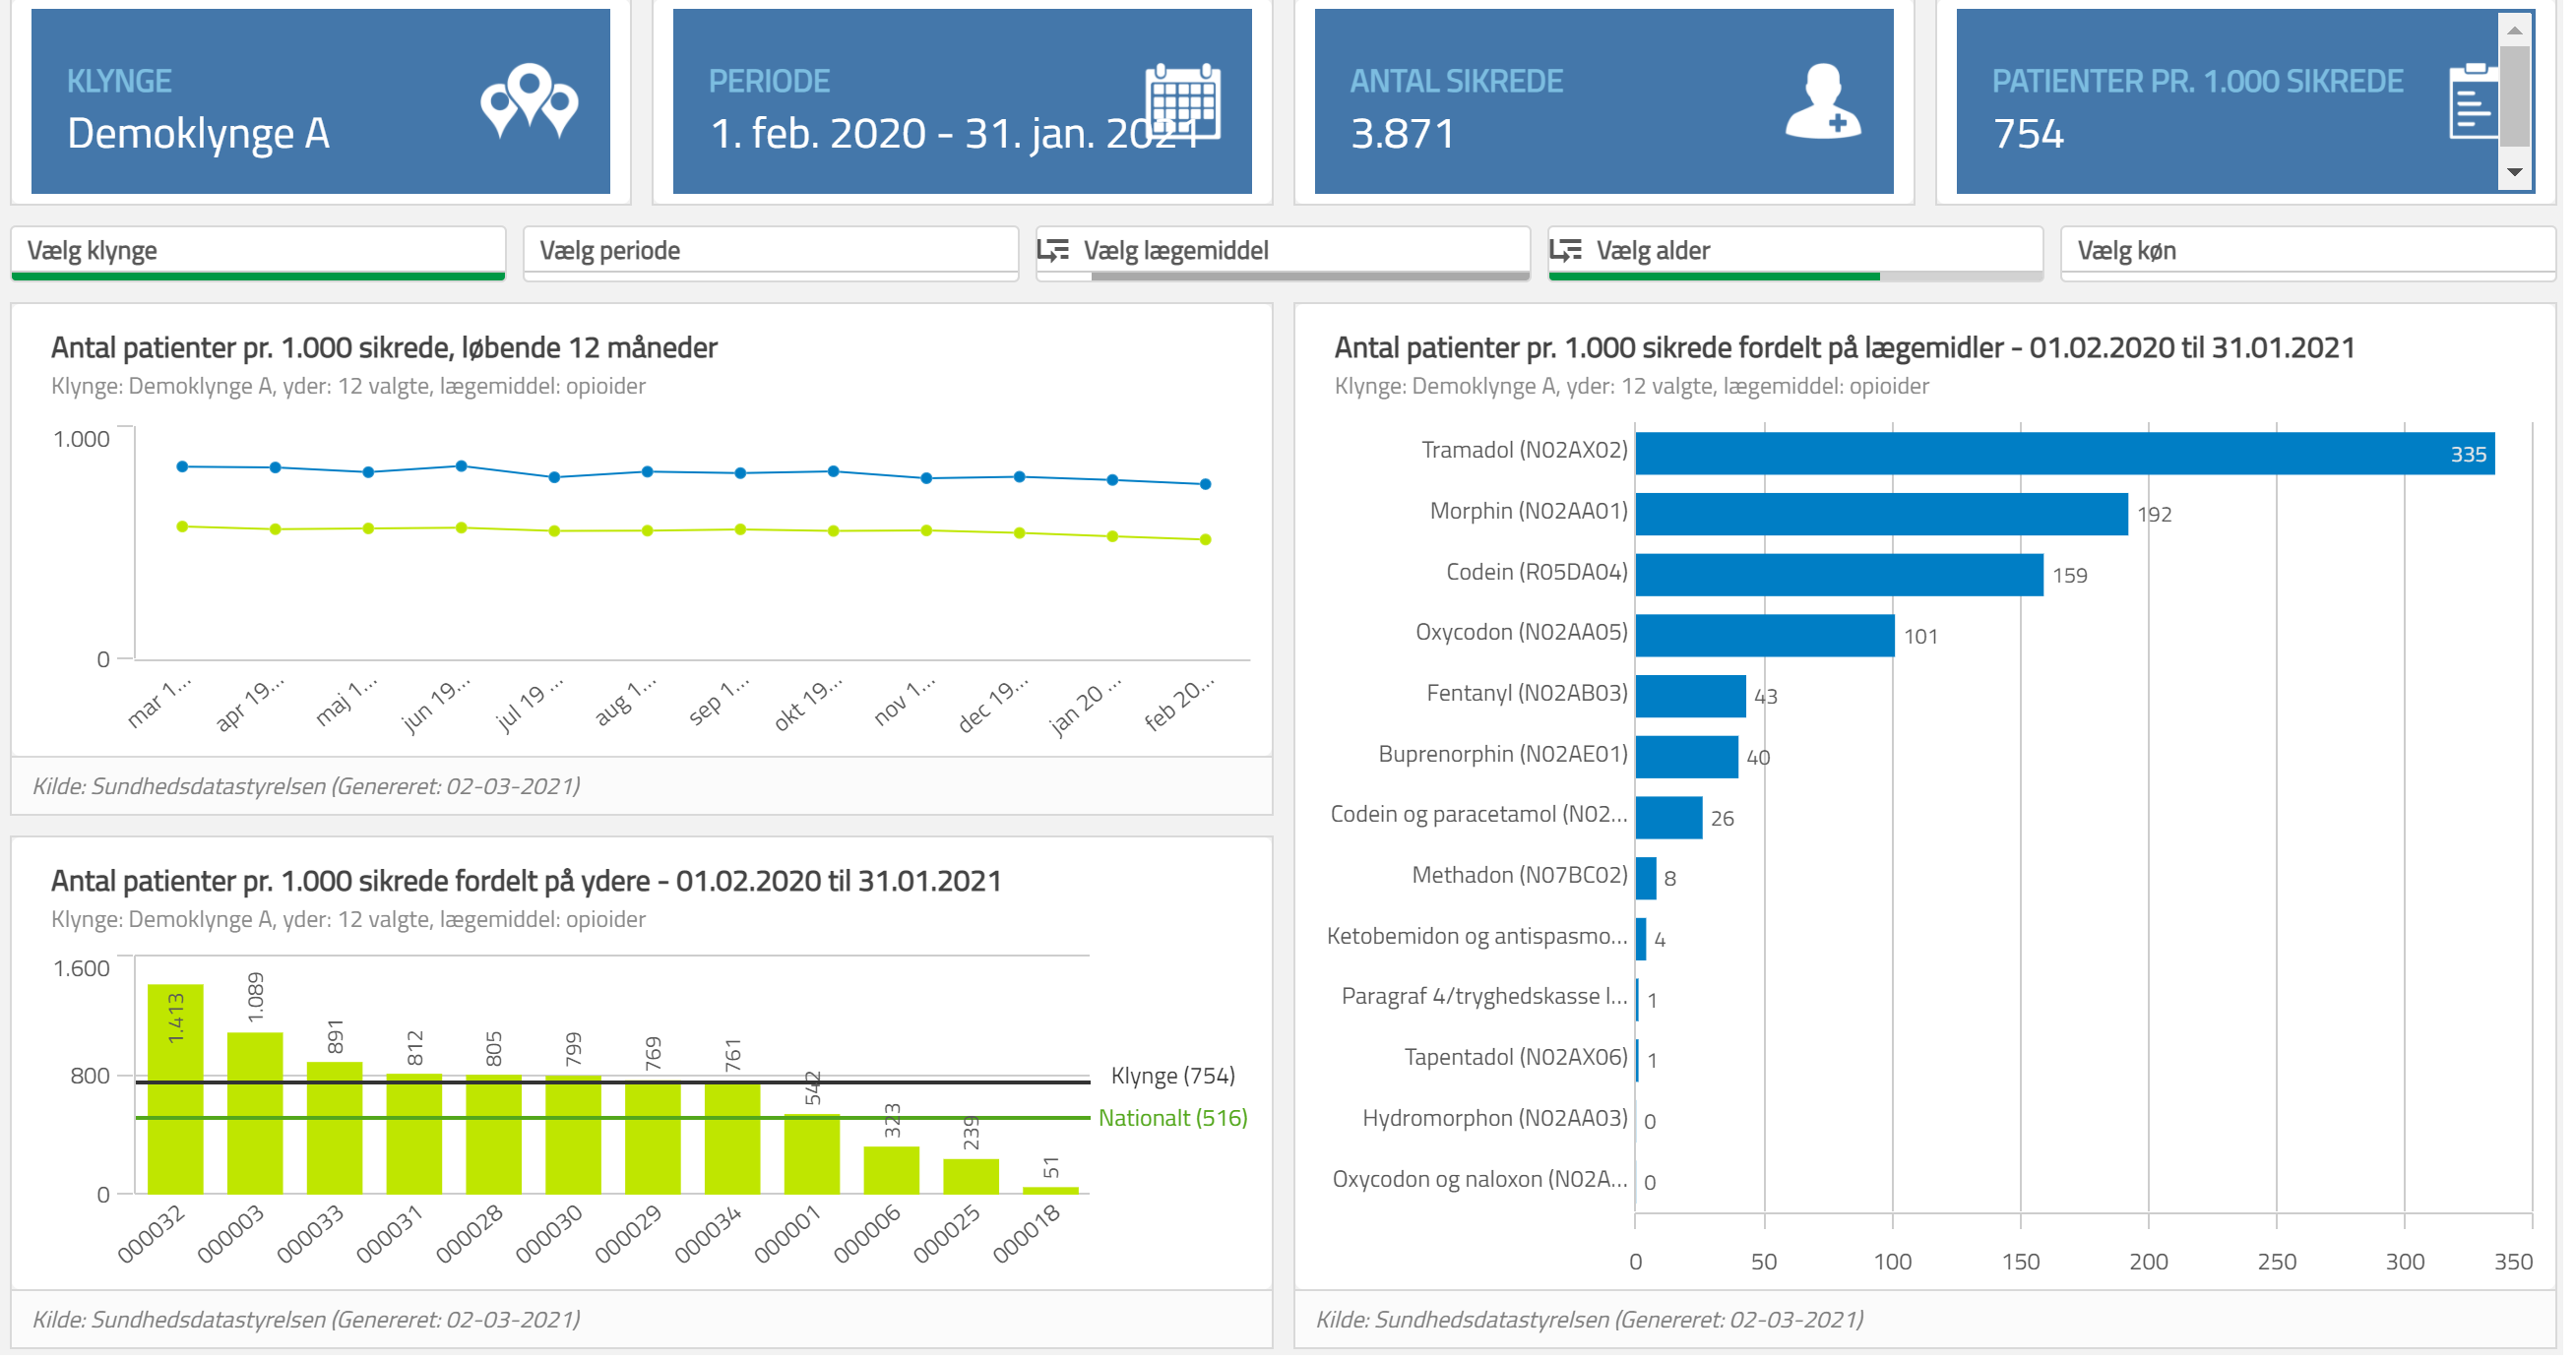 KLYNGE
Demoklynge A
PERIODE
1. feb. 2020 - 31. jan. 2021
ANTAL SIKREDE
3.871
PATIENTER PR. 1.000 SIKREDE
754
Vælg klynge
Vælg periode
Vælg lægemiddel
Vælg alder
Vælg køn
Antal patienter pr. 1.000 sikrede, løbende 12 måneder
Klynge: Demoklynge A, yder: 12 valgte, lægemiddel: opioider
1.000
0
mar 1...
apr 19...
maj 1...
jun 19...
jul 19 ...
aug 1...
sep 1...
okt 19...
nov 1...
dec 19...
jan 20 ...
feb 20...
Kilde: Sundhedsdatastyrelsen (Genereret: 02-03-2021)
Antal patienter pr. 1.000 sikrede fordelt på ydere - 01.02.2020 til 31.01.2021
Klynge: Demoklynge A, yder: 12 valgte, lægemiddel: opioider
1.600
800
0
1.413
1.089
891
812
805
799
769
761
542
323
239
51
Klynge (754)
Nationalt (516)
000032
000003
000033
000031
000028
000030
000029
000034
000001
000006
000025
000018
Kilde: Sundhedsdatastyrelsen (Genereret: 02-03-2021)
Antal patienter pr. 1.000 sikrede fordelt på lægemidler - 01.02.2020 til 31.01.2021
Klynge: Demoklynge A, yder: 12 valgte, lægemiddel: opioider
Tramadol (N02AX02) 335
Morphin (N02AA01) 192
Codein (R05DA04) 159
Oxycodon (N02AA05) 101
Fentanyl (N02AB03) 43
Buprenorphin (N02AE01) 40
Codein og paracetamol (N02... 26
Methadon (N07BC02) 8
Ketobemidon og antispasmo... 4
Paragraf 4/tryghedskasse l... 1
Tapentadol (N02AX06) 1
Hydromorphon (N02AA03) 0
Oxycodon og naloxon (N02A... 0
0 50 100 150 200 250 300 350
Kilde: Sundhedsdatastyrelsen (Genereret: 02-03-2021)